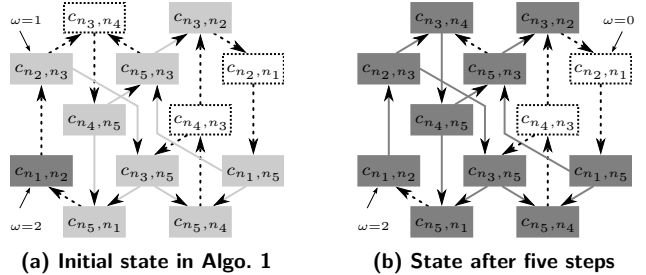 ω=1
c_{n_3,n_4}
c_{n_3,n_2}
c_{n_2,n_3}
c_{n_5,n_3}
c_{n_2,n_1}
c_{n_4,n_5}
c_{n_4,n_3}
c_{n_1,n_2}
c_{n_3,n_5}
c_{n_1,n_5}
ω=2
c_{n_5,n_1}
c_{n_5,n_4}
(a) Initial state in Algo. 1
c_{n_3,n_4}
c_{n_3,n_2}
ω=0
c_{n_2,n_3}
c_{n_5,n_3}
c_{n_2,n_1}
c_{n_4,n_5}
c_{n_4,n_3}
c_{n_1,n_2}
c_{n_3,n_5}
c_{n_1,n_5}
ω=2
c_{n_5,n_1}
c_{n_5,n_4}
(b) State after five steps